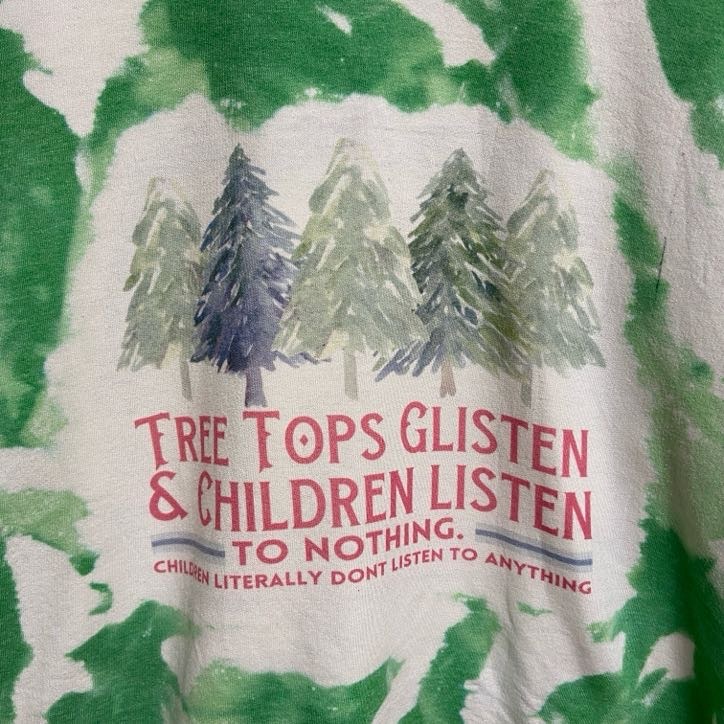 TREE TOPS GLISTEN
& CHILDREN LISTEN
TO NOTHING.
CHILDREN LITERALLY DONT LISTEN TO ANYTHING